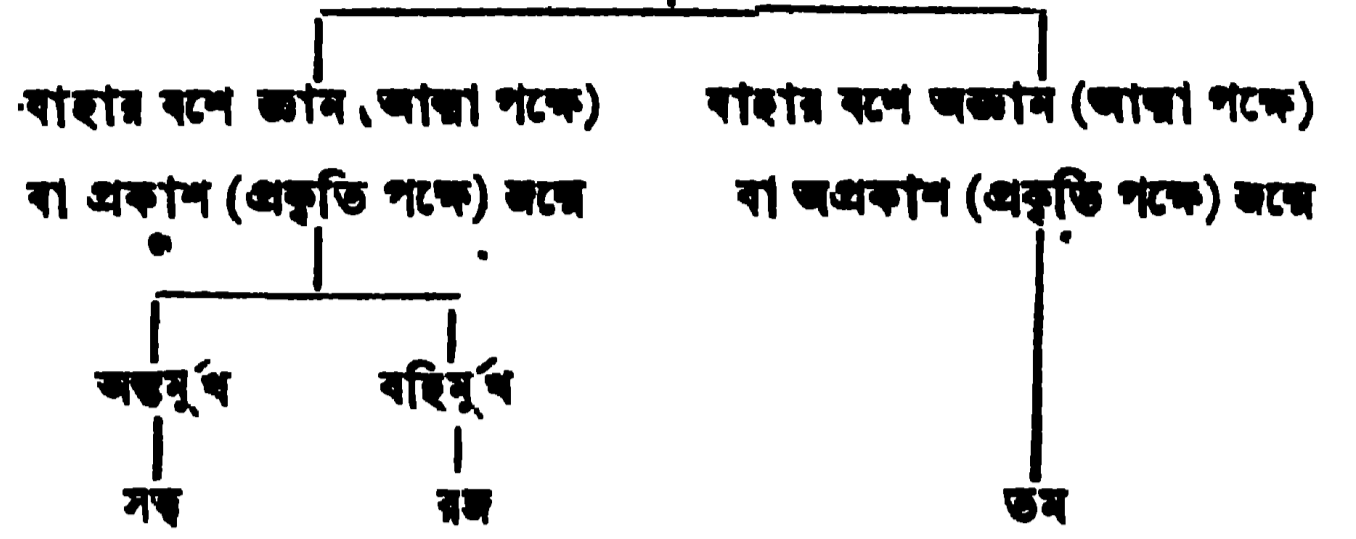 যাহার বশে জ্ঞান (আত্মা পক্ষে) যাহার বশে অজ্ঞান (আত্মা পক্ষে)
বা প্রকাশ (প্রকৃতি পক্ষে) জন্মে বা অপ্রকাশ (প্রকৃতি পক্ষে) জন্মে
অন্তর্মুখ বহির্মুখ
সত্ত্ব রজ তম